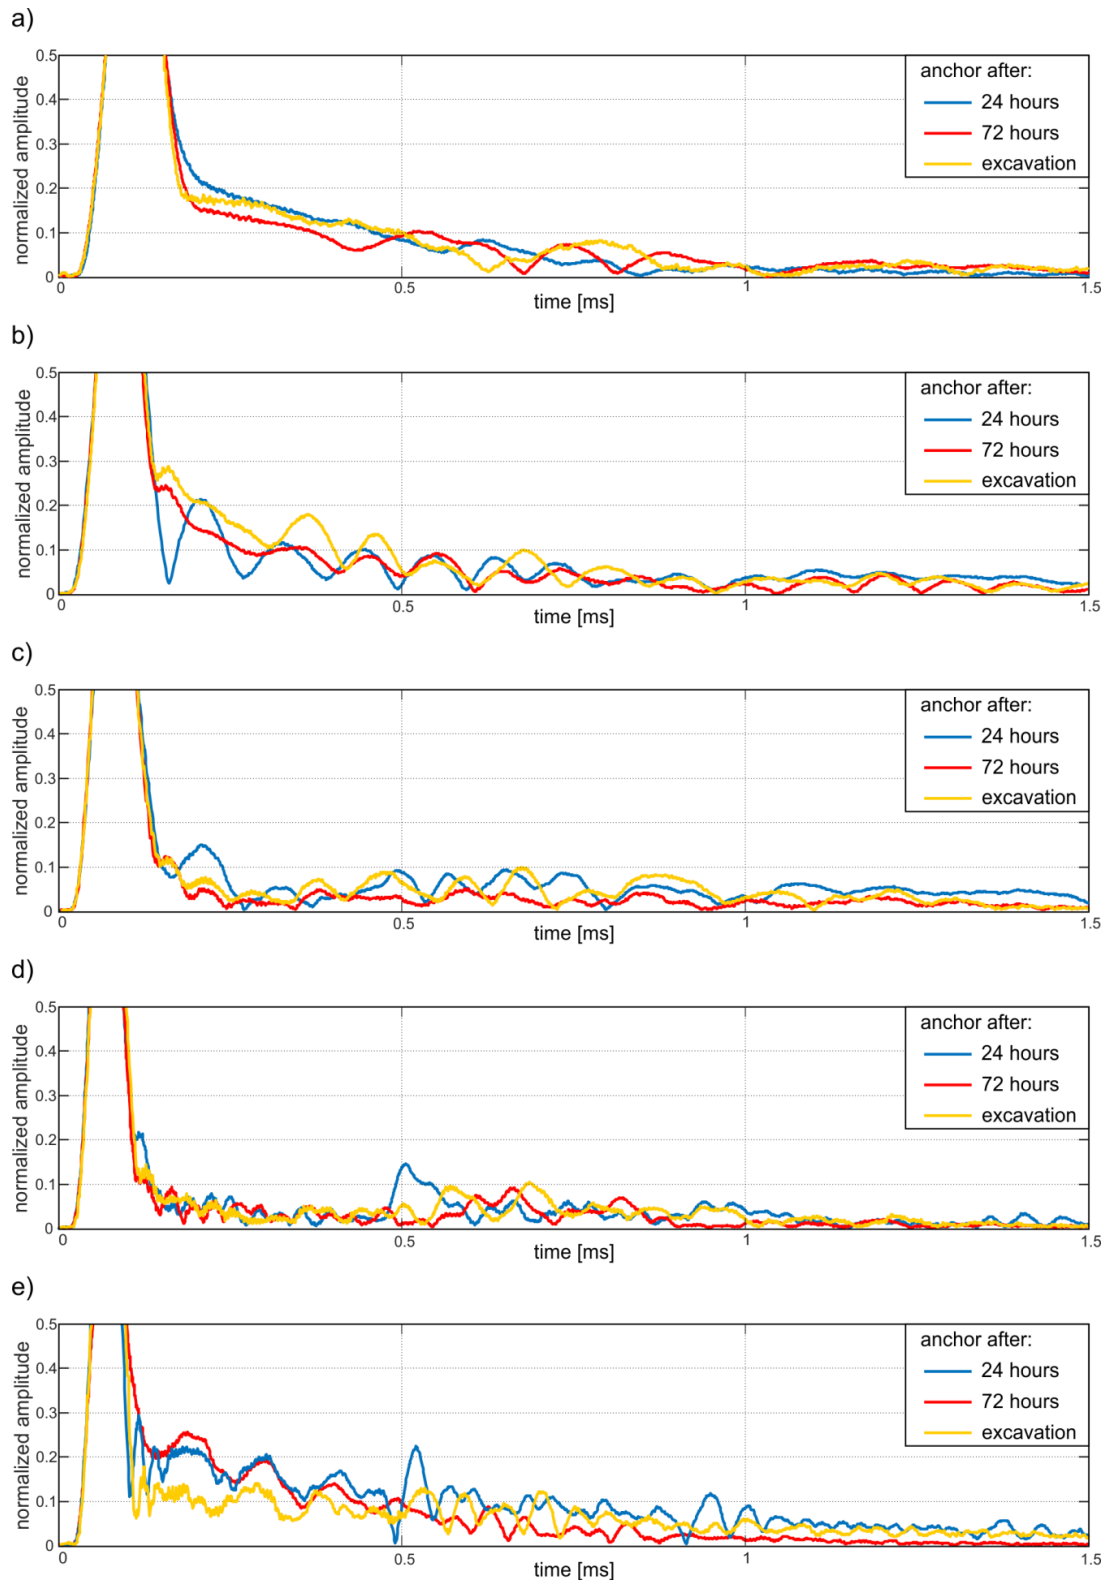 a)
normalized amplitude
0.5
0.4
0.3
0.2
0.1
0
0
0.5
1
1.5
time [ms]
anchor after:
24 hours
72 hours
excavation
b)
normalized amplitude
0.5
0.4
0.3
0.2
0.1
0
0
0.5
1
1.5
time [ms]
anchor after:
24 hours
72 hours
excavation
c)
normalized amplitude
0.5
0.4
0.3
0.2
0.1
0
0
0.5
1
1.5
time [ms]
anchor after:
24 hours
72 hours
excavation
d)
normalized amplitude
0.5
0.4
0.3
0.2
0.1
0
0
0.5
1
1.5
time [ms]
anchor after:
24 hours
72 hours
excavation
e)
normalized amplitude
0.5
0.4
0.3
0.2
0.1
0
0
0.5
1
1.5
time [ms]
anchor after:
24 hours
72 hours
excavation